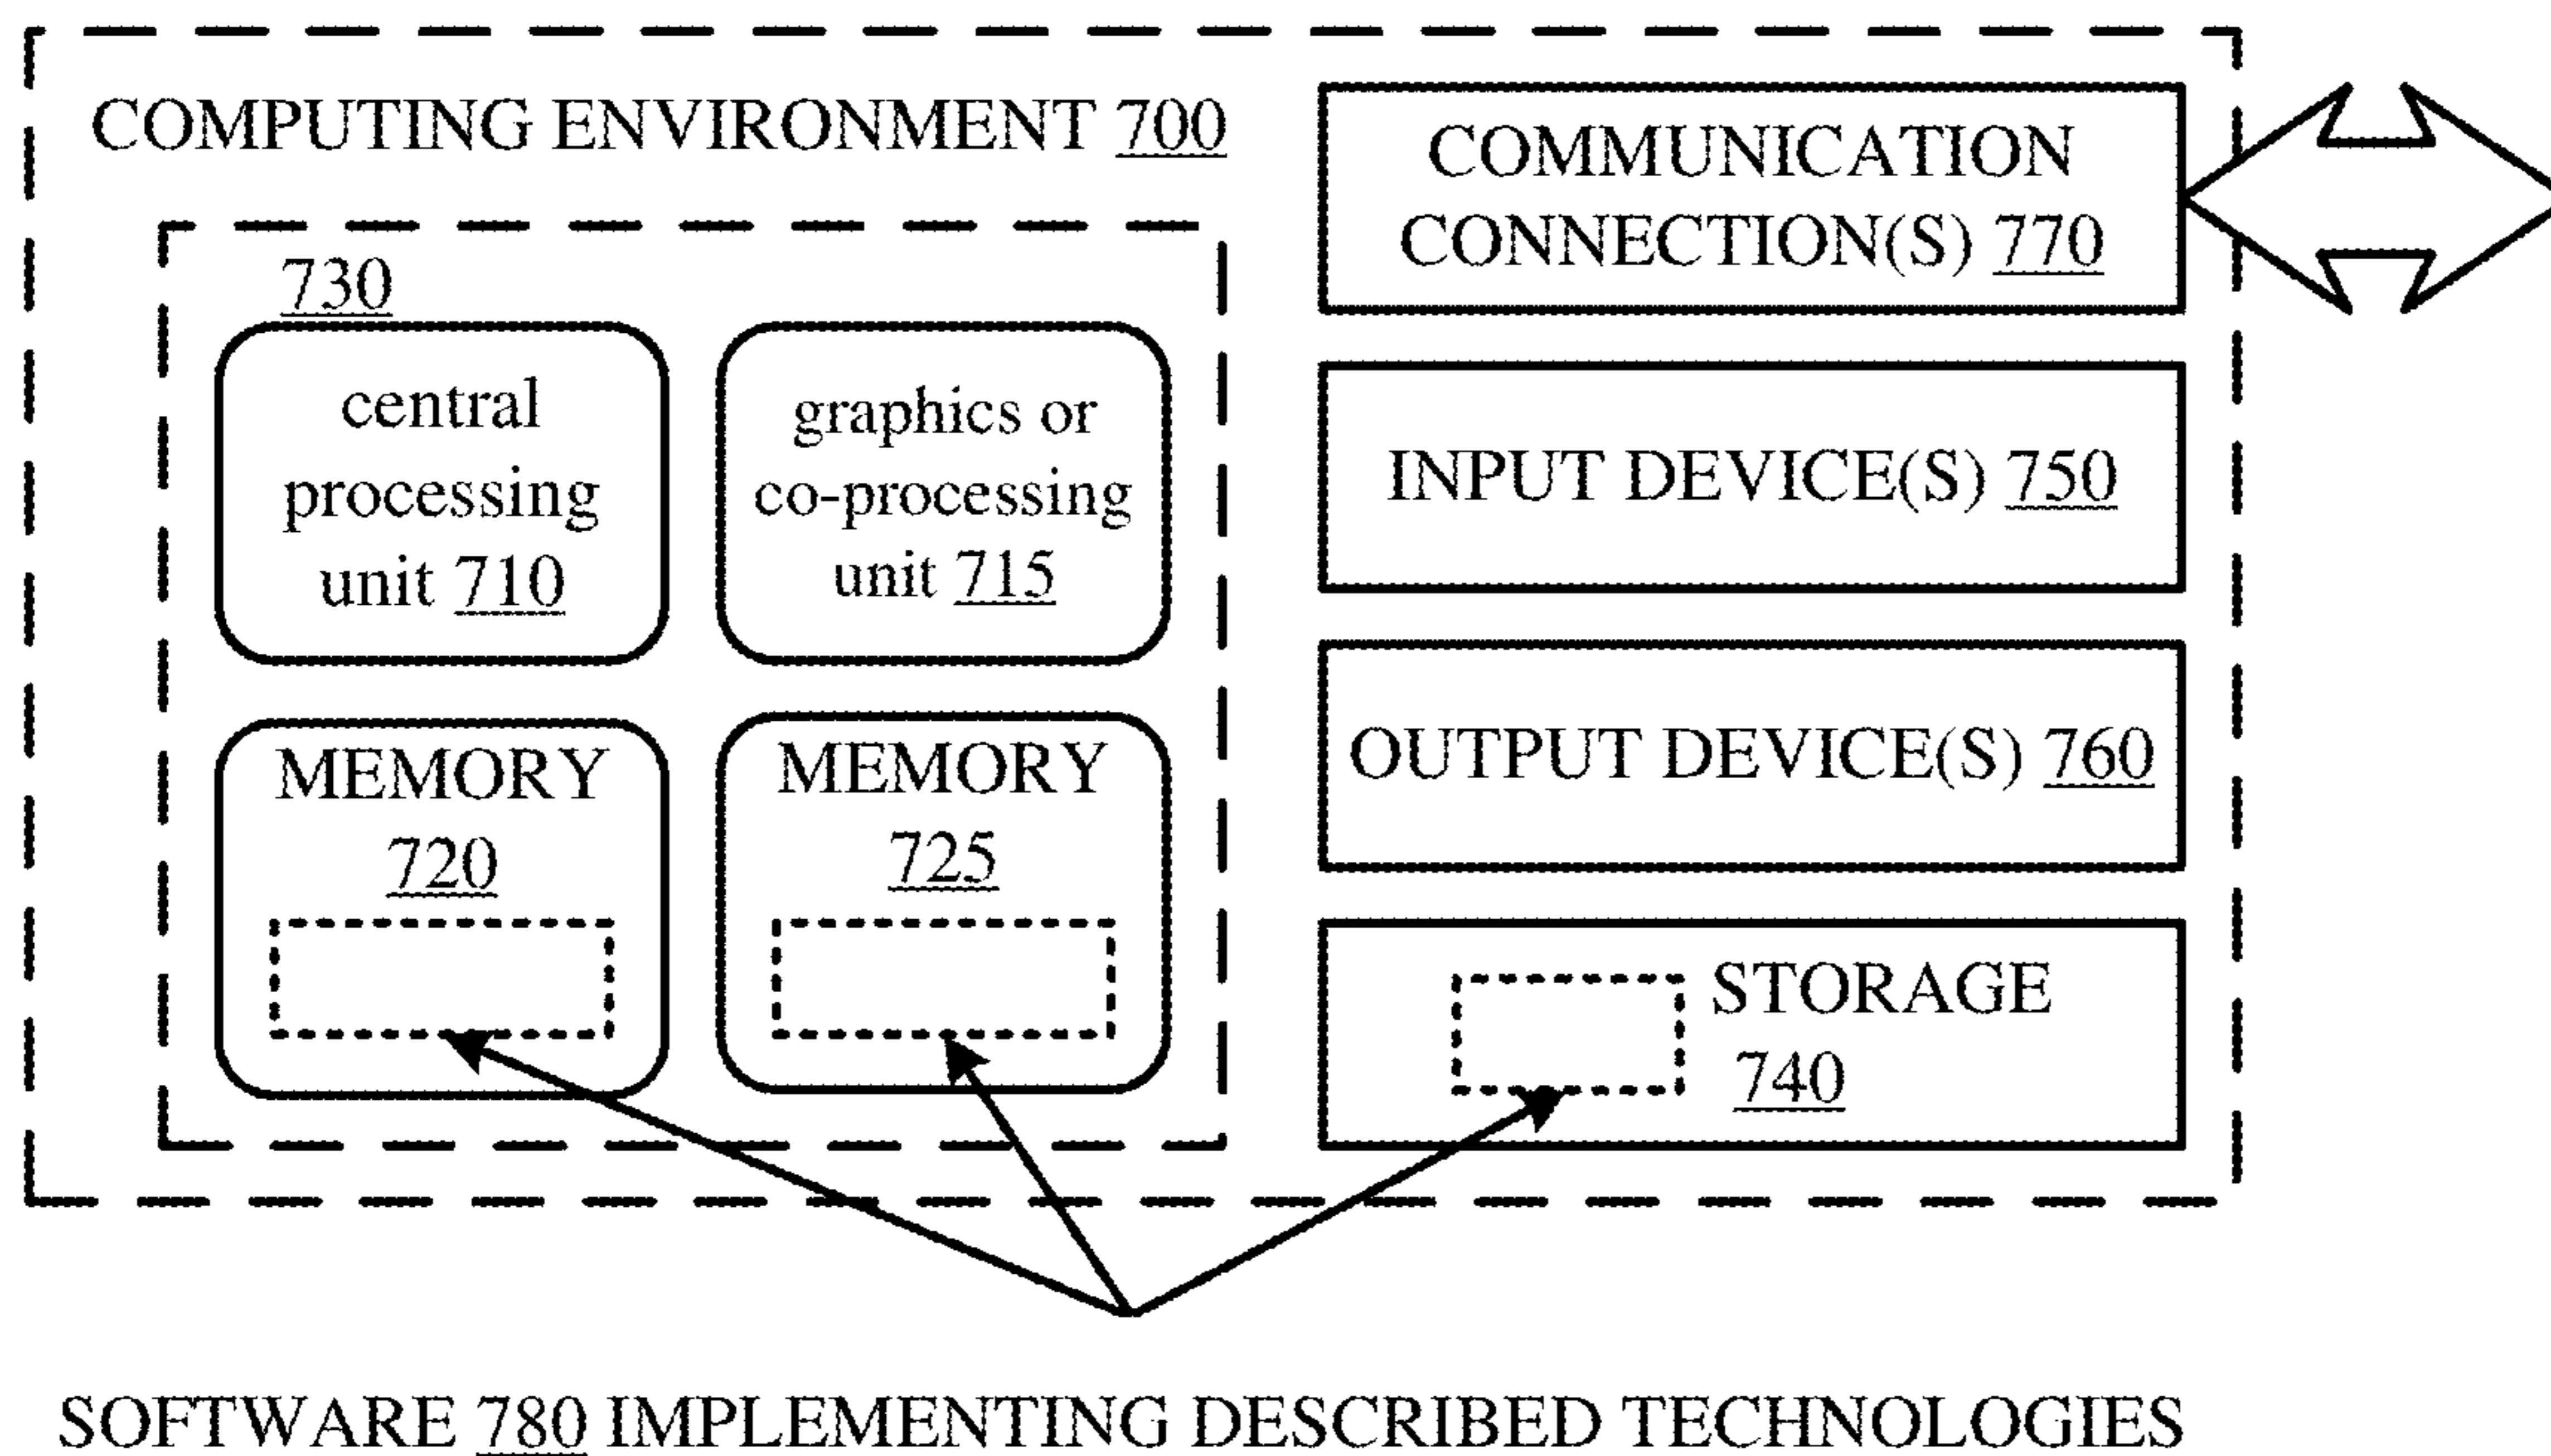 COMPUTING ENVIRONMENT 700
730
central
processing
unit 710
graphics or
co-processing
unit 715
MEMORY
720
MEMORY
725
COMMUNICATION
CONNECTION(S) 770
INPUT DEVICE(S) 750
OUTPUT DEVICE(S) 760
STORAGE
740
SOFTWARE 780 IMPLEMENTING DESCRIBED TECHNOLOGIES